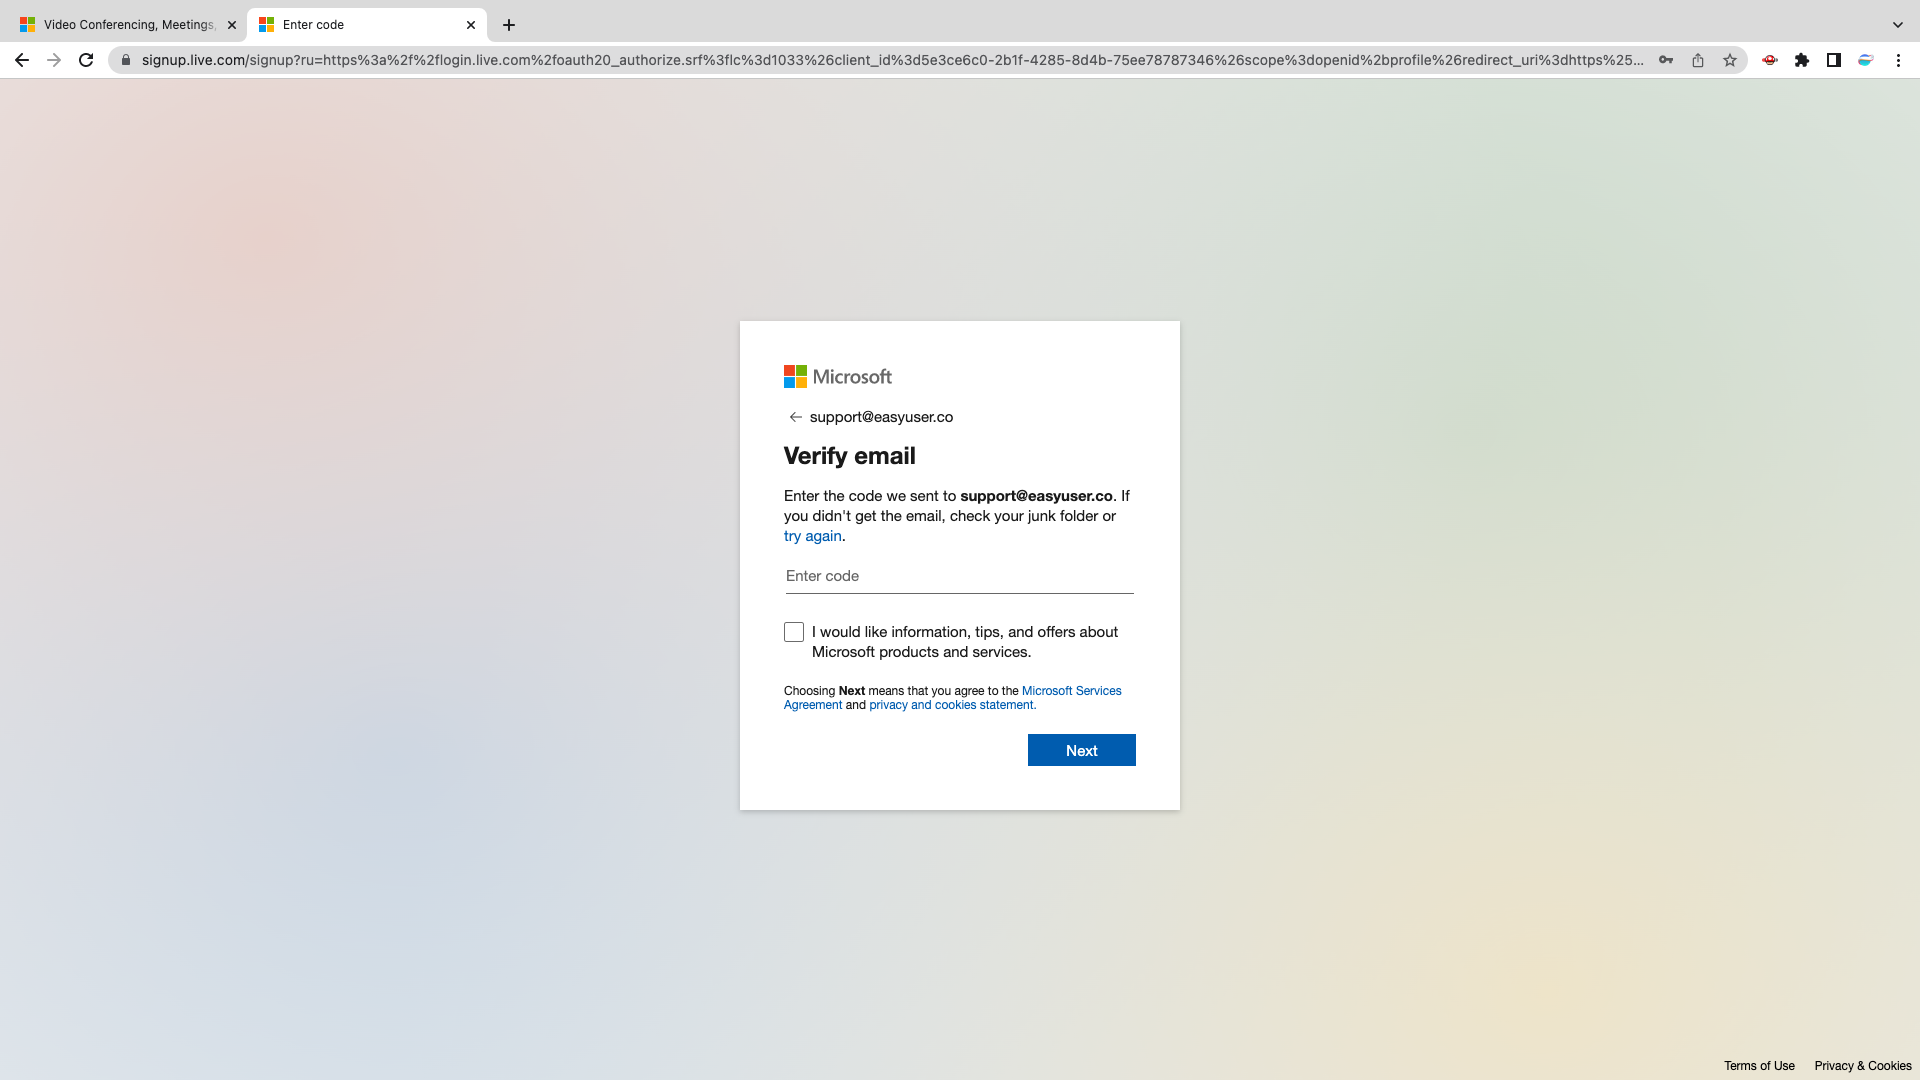 Video Conferencing, Meetings,
Enter code
signup.live.com/signup?ru=https%3a%2f%2flogin.live.com%2foauth20_authorize.srf%3flc%3d1033%26client_id%3d5e3ce6c0-2b1f-4285-8d4b-75ee78787346%26scope%3dopenid%2bprofile%26redirect_uri%3dhttps%25...
Microsoft
support@easyuser.co
Verify email
Enter the code we sent to support@easyuser.co. If
you didn't get the email, check your junk folder or
try again.
Enter code
I would like information, tips, and offers about
Microsoft products and services.
Choosing Next means that you agree to the Microsoft Services
Agreement and privacy and cookies statement.
Next
Terms of Use
Privacy & Cookies